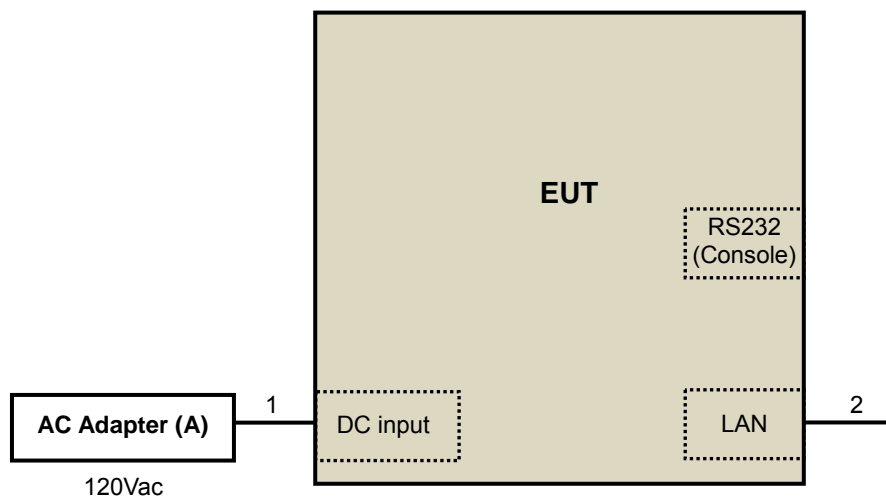 EUT
RS232
(Console)
1
2
AC Adapter (A)
DC input
LAN
120Vac